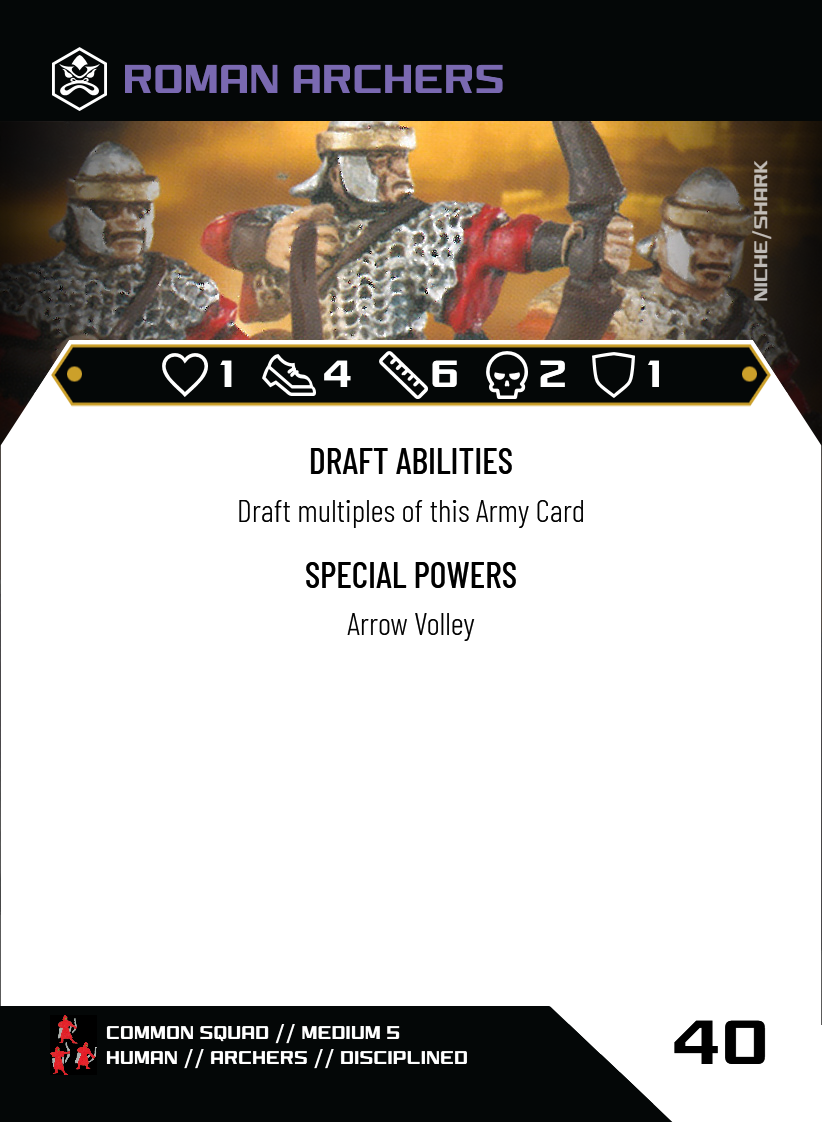 ROMAN ARCHERS
NICHE/SHARK
1 4 6 2 1
DRAFT ABILITIES
Draft multiples of this Army Card
SPECIAL POWERS
Arrow Volley
COMMON SQUAD // MEDIUM 5
HUMAN // ARCHERS // DISCIPLINED
40